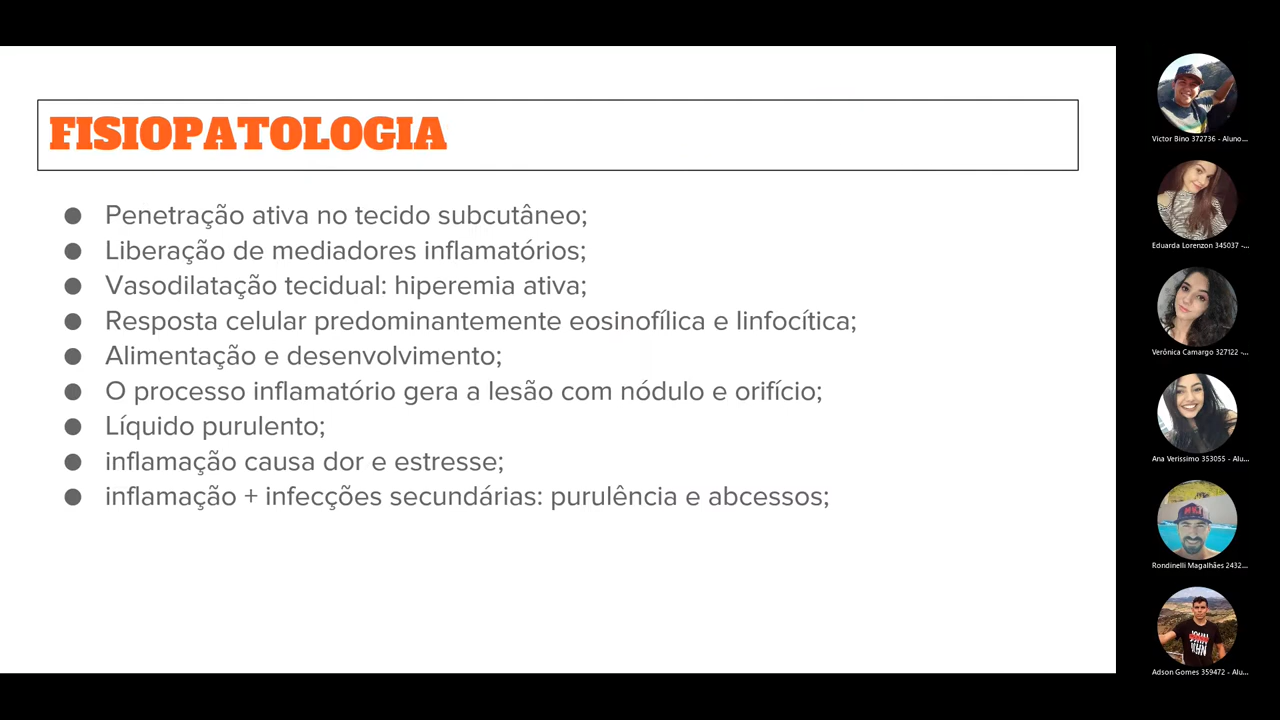 FISIOPATOLOGIA
● Penetração ativa no tecido subcutâneo;
● Liberação de mediadores inflamatórios;
● Vasodilatação tecidual: hiperemia ativa;
● Resposta celular predominantemente eosinofílica e linfocítica;
● Alimentação e desenvolvimento;
● O processo inflamatório gera a lesão com nódulo e orifício;
● Líquido purulento;
● inflamação causa dor e estresse;
● inflamação + infecções secundárias: purulência e abcessos;
Victor Bino 372736 - Aluno...
Eduarda Lorenzon 345037 -...
Verônica Camargo 327122 -...
Ana Verissimo 353055 - Alu...
Rondinelli Magalhães 2432...
Adson Gomes 359472 - Alu...